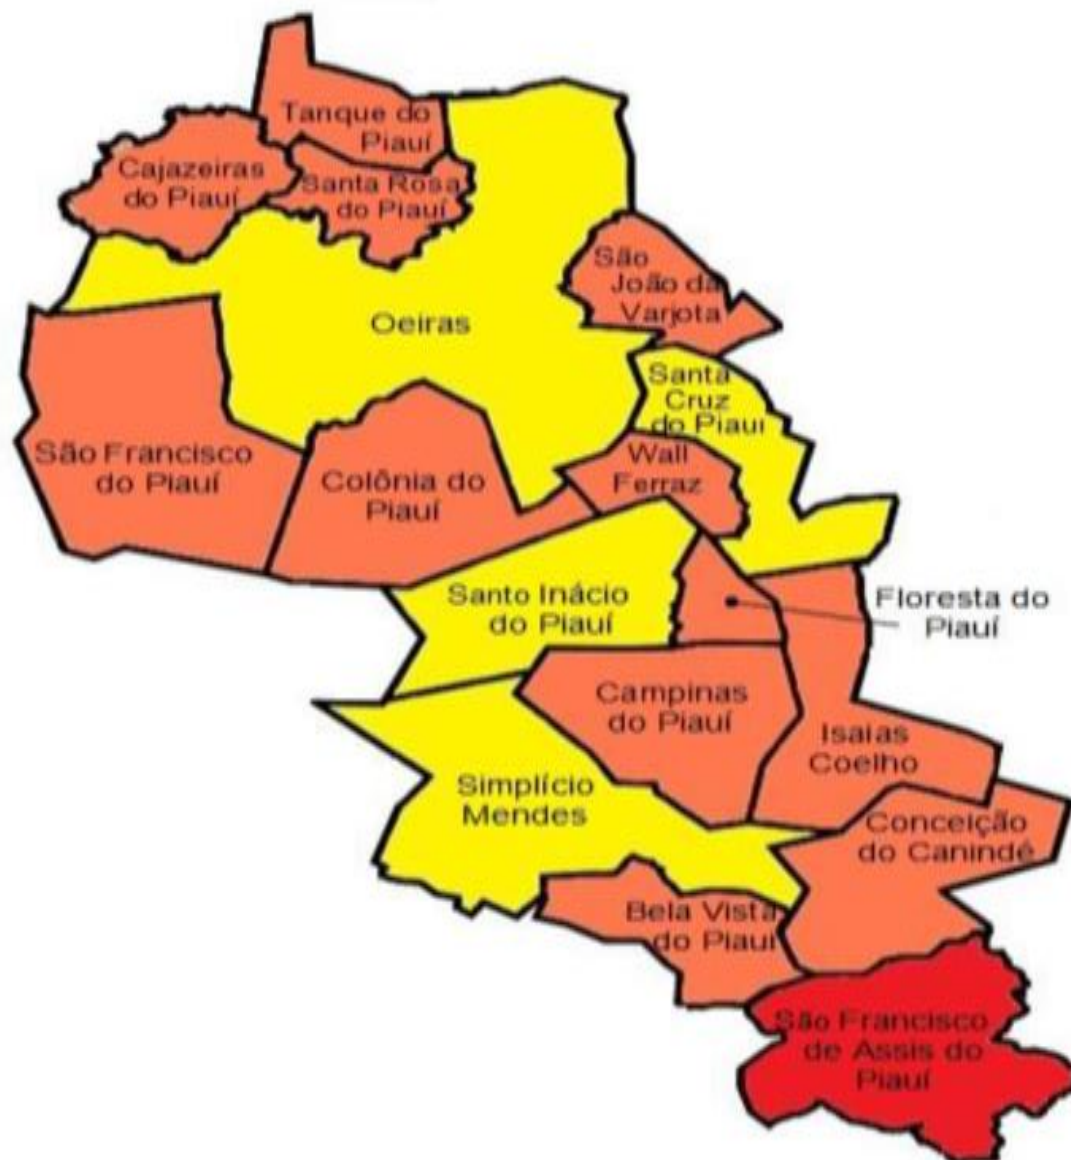 Tanque do
Piauí
Cajazeiras
do Piauí
Santa Rosa
do Piauí
São
João da
Varjota
Oeiras
Santa
Cruz
do Piauí
São Francisco
do Piauí
Colônia do
Piauí
Wall
Ferraz
Santo Inácio
do Piauí
Floresta do
Piauí
Campinas
do Piauí
Isaias
Coelho
Simplício
Mendes
Conceição
do Canindé
Bela Vista
do Piauí
São Francisco
de Assis do
Piauí